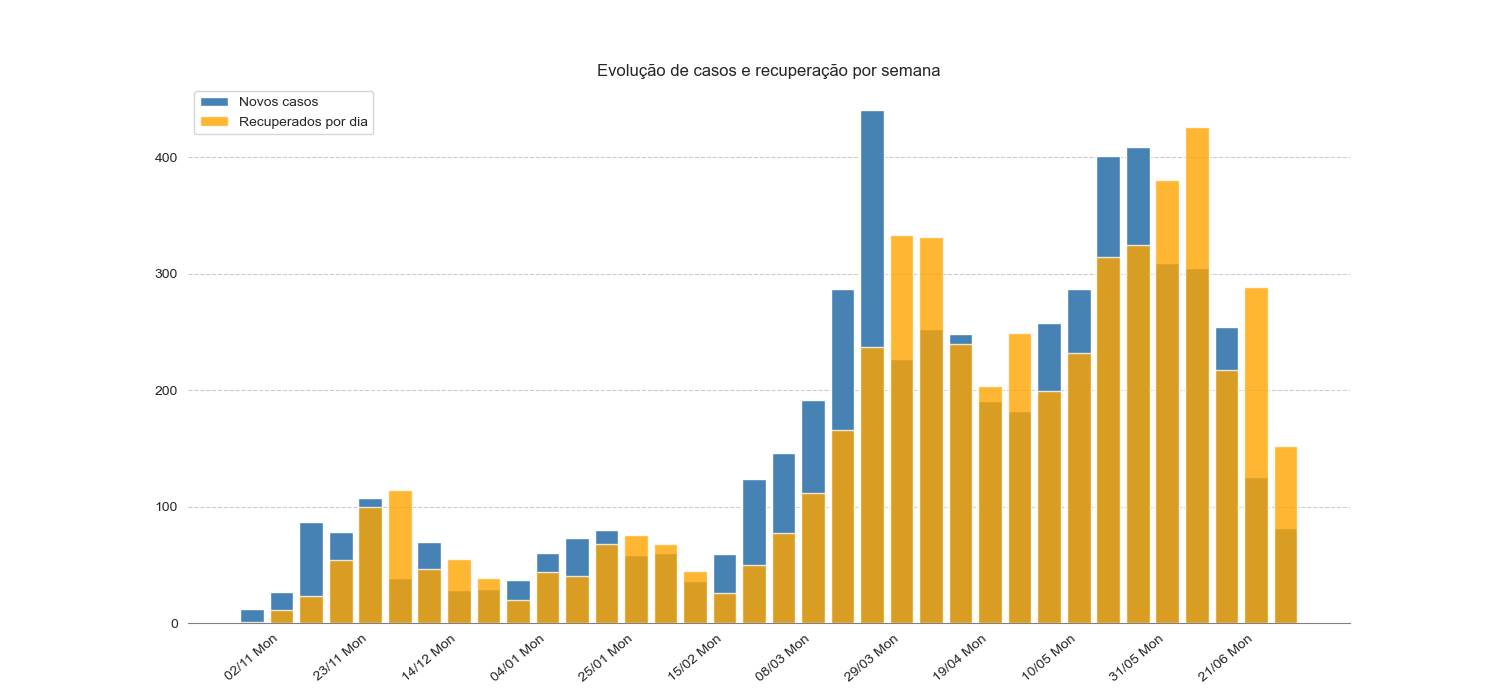 Evolução de casos e recuperação por semana
Novos casos
Recuperados por dia
400
300
200
100
0
02/11 Mon
23/11 Mon
14/12 Mon
04/01 Mon
25/01 Mon
15/02 Mon
08/03 Mon
29/03 Mon
19/04 Mon
10/05 Mon
31/05 Mon
21/06 Mon